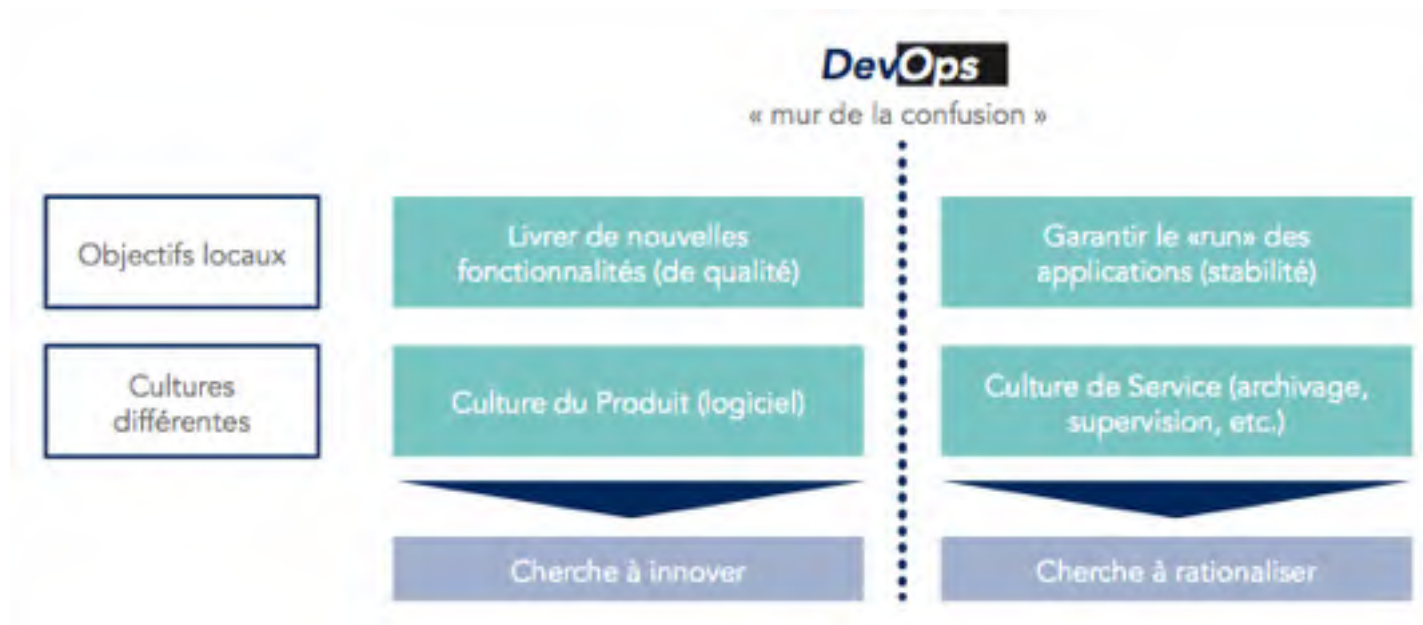 DevOps
« mur de la confusion »
Objectifs locaux
Livrer de nouvelles
fonctionnalités (de qualité)
Garantir le «run» des
applications (stabilité)
Cultures
différentes
Culture du Produit (logiciel)
Culture de Service (archivage,
supervision, etc.)
Cherche à innover
Cherche à rationaliser